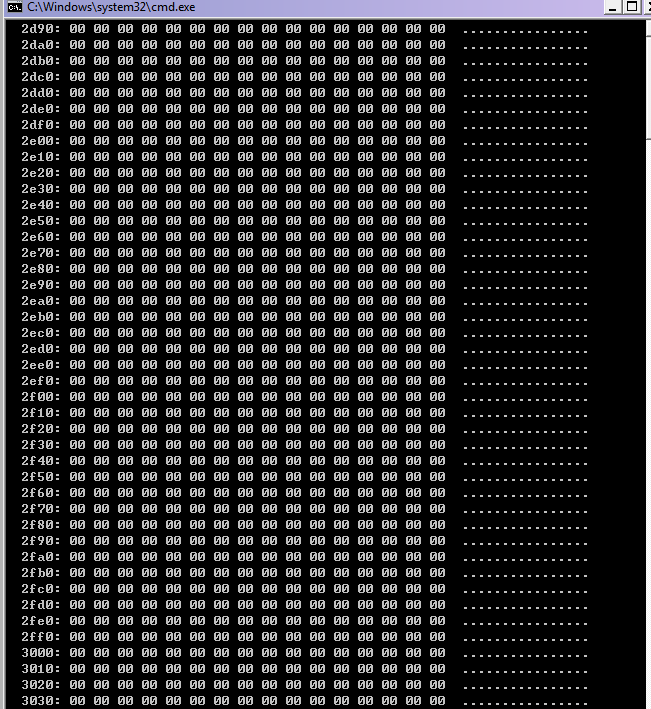 C:\Windows\system32\cmd.exe
2d90: 00 00 00 00 00 00 00 00 00 00 00 00 00 00 00 00 ................
2da0: 00 00 00 00 00 00 00 00 00 00 00 00 00 00 00 00 ................
2db0: 00 00 00 00 00 00 00 00 00 00 00 00 00 00 00 00 ................
2dc0: 00 00 00 00 00 00 00 00 00 00 00 00 00 00 00 00 ................
2dd0: 00 00 00 00 00 00 00 00 00 00 00 00 00 00 00 00 ................
2de0: 00 00 00 00 00 00 00 00 00 00 00 00 00 00 00 00 ................
2df0: 00 00 00 00 00 00 00 00 00 00 00 00 00 00 00 00 ................
2e00: 00 00 00 00 00 00 00 00 00 00 00 00 00 00 00 00 ................
2e10: 00 00 00 00 00 00 00 00 00 00 00 00 00 00 00 00 ................
2e20: 00 00 00 00 00 00 00 00 00 00 00 00 00 00 00 00 ................
2e30: 00 00 00 00 00 00 00 00 00 00 00 00 00 00 00 00 ................
2e40: 00 00 00 00 00 00 00 00 00 00 00 00 00 00 00 00 ................
2e50: 00 00 00 00 00 00 00 00 00 00 00 00 00 00 00 00 ................
2e60: 00 00 00 00 00 00 00 00 00 00 00 00 00 00 00 00 ................
2e70: 00 00 00 00 00 00 00 00 00 00 00 00 00 00 00 00 ................
2e80: 00 00 00 00 00 00 00 00 00 00 00 00 00 00 00 00 ................
2e90: 00 00 00 00 00 00 00 00 00 00 00 00 00 00 00 00 ................
2ea0: 00 00 00 00 00 00 00 00 00 00 00 00 00 00 00 00 ................
2eb0: 00 00 00 00 00 00 00 00 00 00 00 00 00 00 00 00 ................
2ec0: 00 00 00 00 00 00 00 00 00 00 00 00 00 00 00 00 ................
2ed0: 00 00 00 00 00 00 00 00 00 00 00 00 00 00 00 00 ................
2ee0: 00 00 00 00 00 00 00 00 00 00 00 00 00 00 00 00 ................
2ef0: 00 00 00 00 00 00 00 00 00 00 00 00 00 00 00 00 ................
2f00: 00 00 00 00 00 00 00 00 00 00 00 00 00 00 00 00 ................
2f10: 00 00 00 00 00 00 00 00 00 00 00 00 00 00 00 00 ................
2f20: 00 00 00 00 00 00 00 00 00 00 00 00 00 00 00 00 ................
2f30: 00 00 00 00 00 00 00 00 00 00 00 00 00 00 00 00 ................
2f40: 00 00 00 00 00 00 00 00 00 00 00 00 00 00 00 00 ................
2f50: 00 00 00 00 00 00 00 00 00 00 00 00 00 00 00 00 ................
2f60: 00 00 00 00 00 00 00 00 00 00 00 00 00 00 00 00 ................
2f70: 00 00 00 00 00 00 00 00 00 00 00 00 00 00 00 00 ................
2f80: 00 00 00 00 00 00 00 00 00 00 00 00 00 00 00 00 ................
2f90: 00 00 00 00 00 00 00 00 00 00 00 00 00 00 00 00 ................
2fa0: 00 00 00 00 00 00 00 00 00 00 00 00 00 00 00 00 ................
2fb0: 00 00 00 00 00 00 00 00 00 00 00 00 00 00 00 00 ................
2fc0: 00 00 00 00 00 00 00 00 00 00 00 00 00 00 00 00 ................
2fd0: 00 00 00 00 00 00 00 00 00 00 00 00 00 00 00 00 ................
2fe0: 00 00 00 00 00 00 00 00 00 00 00 00 00 00 00 00 ................
2ff0: 00 00 00 00 00 00 00 00 00 00 00 00 00 00 00 00 ................
3000: 00 00 00 00 00 00 00 00 00 00 00 00 00 00 00 00 ................
3010: 00 00 00 00 00 00 00 00 00 00 00 00 00 00 00 00 ................
3020: 00 00 00 00 00 00 00 00 00 00 00 00 00 00 00 00 ................
3030: 00 00 00 00 00 00 00 00 00 00 00 00 00 00 00 00 ................